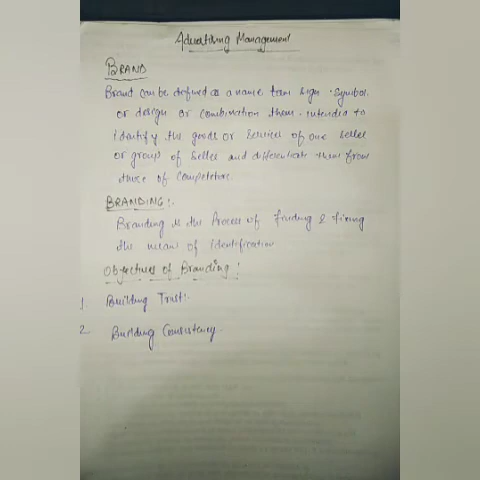 Advertising Management
BRAND
Brand can be defined as a name term sign symbol
or design or combination them intended to
identify the goods or services of one seller
or group of seller and differentiate them from
those of competitors.
BRANDING:-
Branding is the Process of finding & fixing
the mean of identification
Objectives of Branding!
1. Building Trust:
2. Building Consistency.